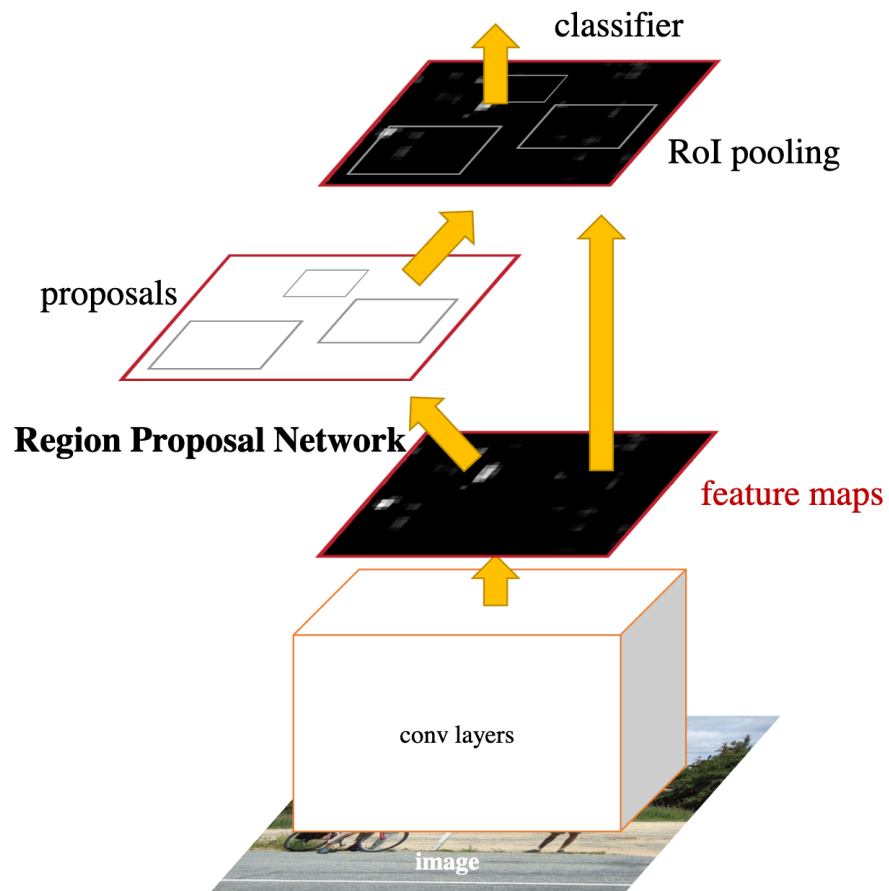 classifier
RoI pooling
proposals
Region Proposal Network
feature maps
conv layers
image